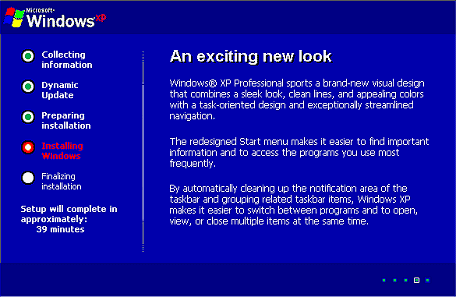 Microsoft®
Windows xp
Collecting
information
Dynamic
Update
Preparing
installation
Installing
Windows
Finalizing
installation
Setup will complete in
approximately:
39 minutes
An exciting new look
Windows® XP Professional sports a brand-new visual design
that combines a sleek look, clean lines, and appealing colors
with a task-oriented design and exceptionally streamlined
navigation.
The redesigned Start menu makes it easier to find important
information and to access the programs you use most
frequently.
By automatically cleaning up the notification area of the
taskbar and grouping related taskbar items, Windows XP
makes it easier to switch between programs and to open,
view, or close multiple items at the same time.